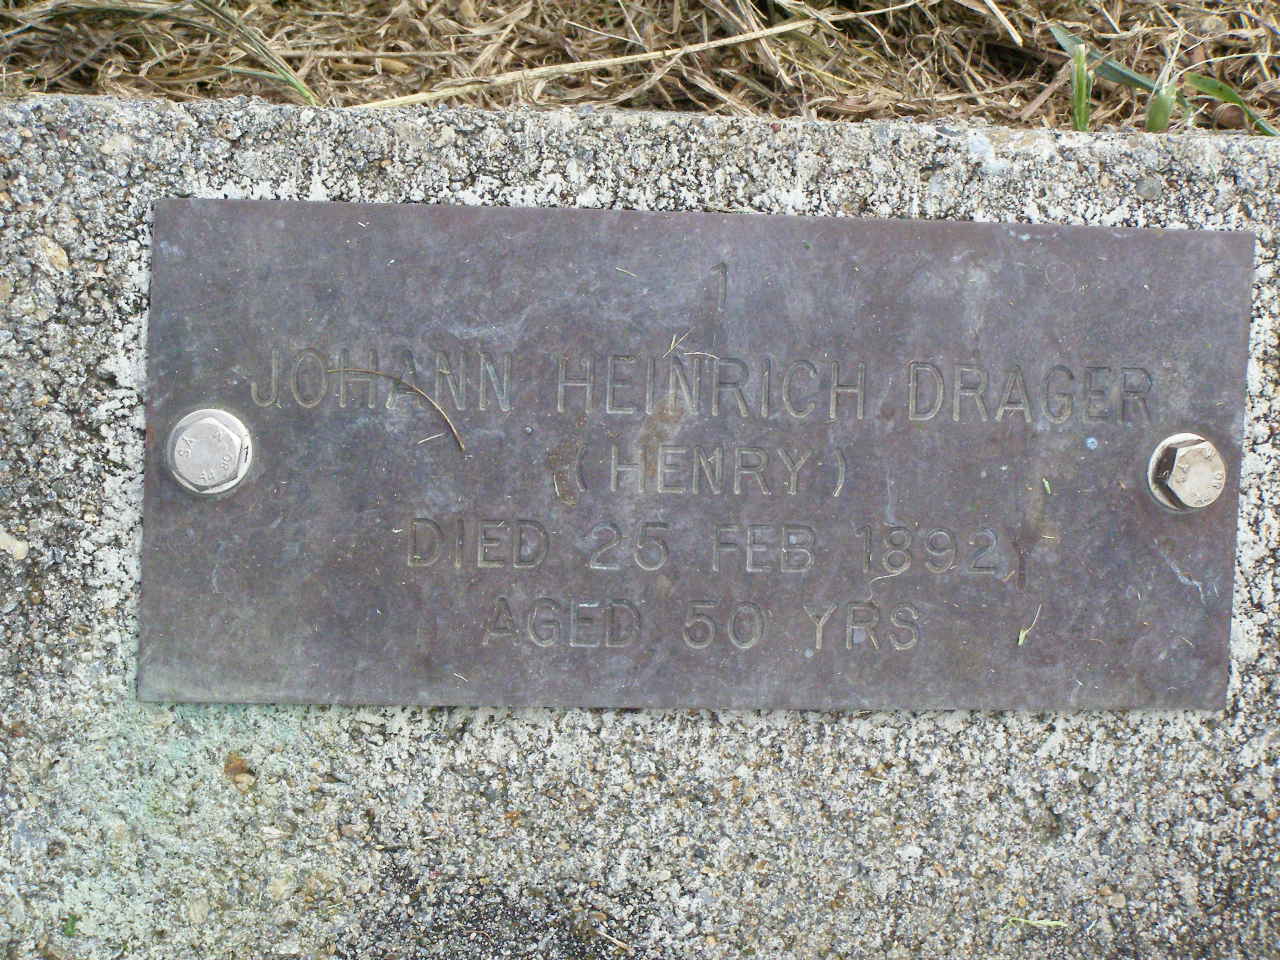 1
JOHANN HEINRICH DRAGER
(HENRY)
DIED 25 FEB 1892
AGED 50 YRS